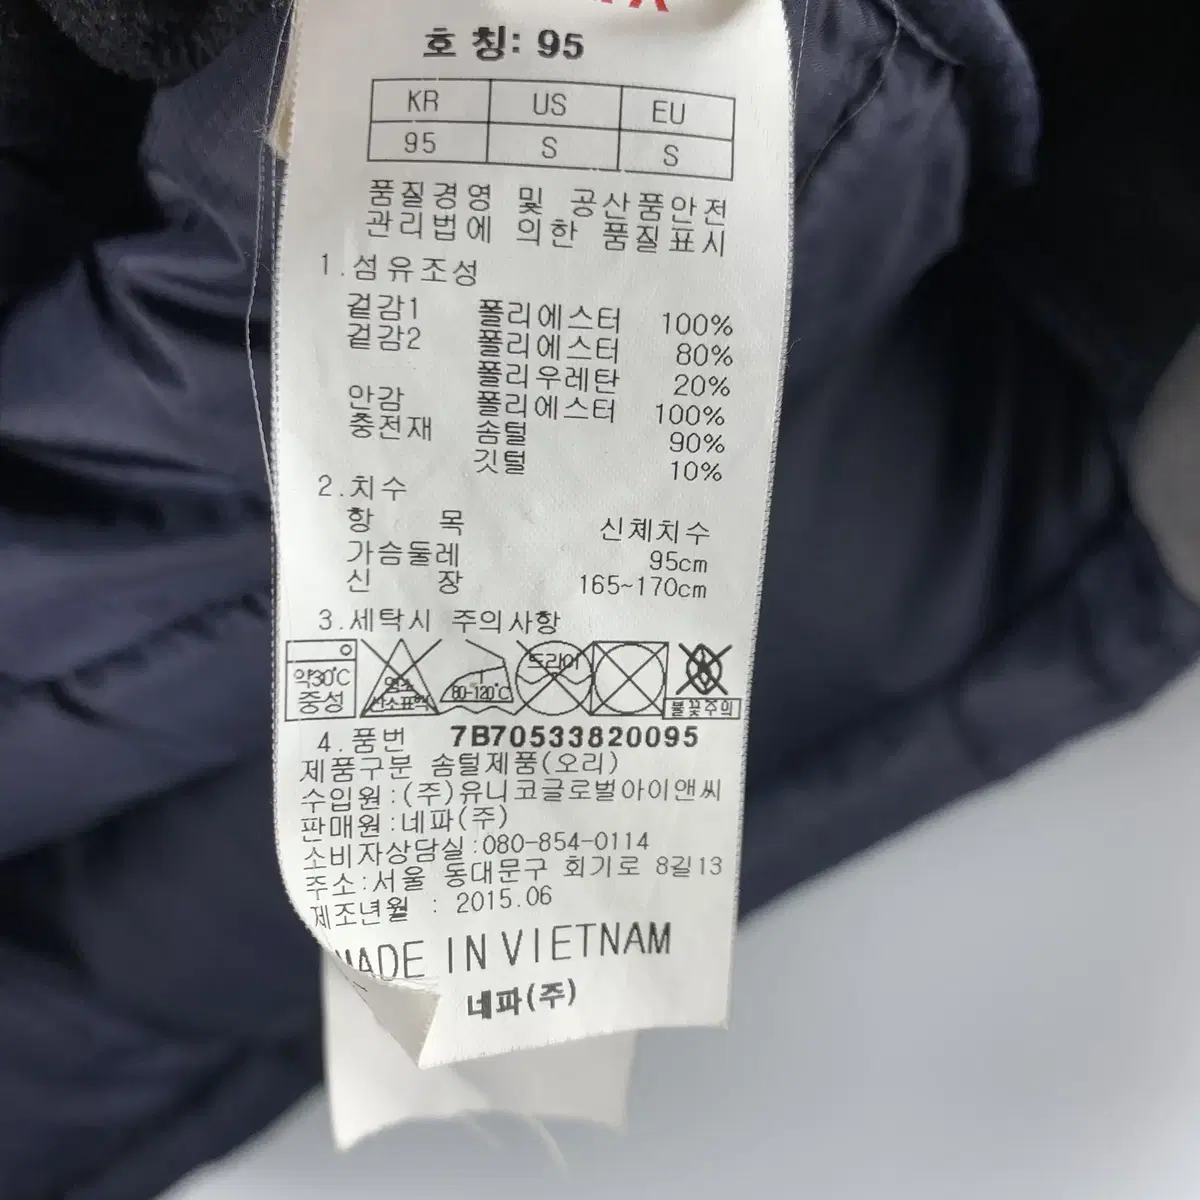 호 칭: 95
KR US EU
95 S S
품질경영 및 공산품안전
관리법에 의한 품질표시
1.섬유조성
겉감1 폴리에스터 100%
겉감2 폴리에스터 80%
폴리우레탄 20%
안감 폴리에스터 100%
충전재 솜털 90%
깃털 10%
2.치수
항 목 신체치수
가슴둘레 95cm
신 장 165~170cm
3.세탁시 주의사항
약30℃
중성
염소
산소표백
80-120℃
드라이
불꽃주의
4.품번 7B70533820095
제품구분 솜털제품(오리)
수입원:(주)유니코글로벌아이앤씨
판매원:네파(주)
소비자상담실:080-854-0114
주소:서울 동대문구 회기로 8길13
제조년월 : 2015.06
MADE IN VIETNAM
네파(주)